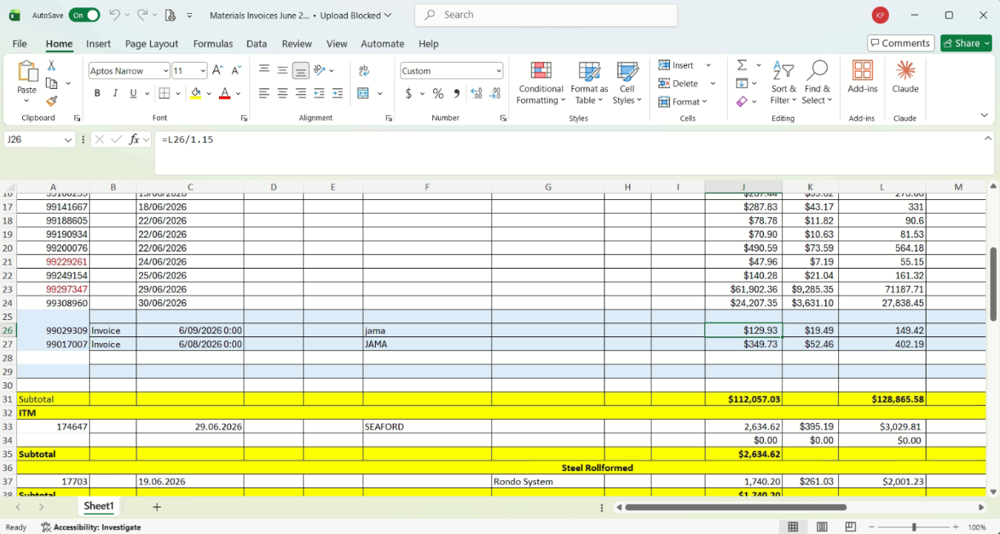 AutoSave On Materials Invoices June 2... • Upload Blocked Search KP
File Home Insert Page Layout Formulas Data Review View Automate Help Comments Share
Paste Aptos Narrow 11 A A ab Custom Conditional Formatting Format as Table Cell Styles Insert Delete Format Sort & Filter Find & Select Add-ins Claude
B I U A $ % 9
Clipboard Font Alignment Number Styles Cells Editing Add-ins Claude
J26 fx =L26/1.15
A B C D E F G H I J K L M
17 99141667 18/06/2026 $287.83 $43.17 331
18 99188605 22/06/2026 $78.78 $11.82 90.6
19 99190934 22/06/2026 $70.90 $10.63 81.53
20 99200076 22/06/2026 $490.59 $73.59 564.18
21 99229261 24/06/2026 $47.96 $7.19 55.15
22 99249154 25/06/2026 $140.28 $21.04 161.32
23 99297347 29/06/2026 $61,902.36 $9,285.35 71187.71
24 99308960 30/06/2026 $24,207.35 $3,631.10 27,838.45
25
26 99029309 Invoice 6/09/2026 0:00 jama $129.93 $19.49 149.42
27 99017007 Invoice 6/08/2026 0:00 JAMA $349.73 $52.46 402.19
28
29
30
31 Subtotal $112,057.03 $128,865.58
32 ITM
33 174647 29.06.2026 SEAFORD 2,634.62 $395.19 $3,029.81
34 $0.00 $0.00 $0.00
35 Subtotal $2,634.62
36 Steel Rollformed
37 17703 19.06.2026 Rondo System 1,740.20 $261.03 $2,001.23
38 Subtotal $1,740.20
Sheet1
Ready Accessibility: Investigate 100%